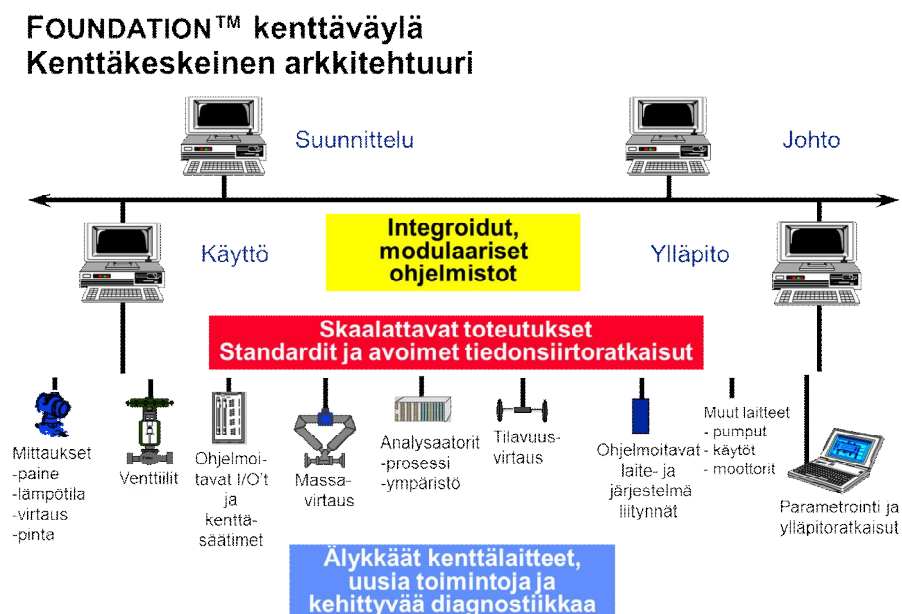 FOUNDATION™ kenttäväylä
Kenttäkeskeinen arkkitehtuuri
Suunnittelu
Johto
Käyttö
Integroidut,
modulaariset
ohjelmistot
Ylläpito
Skaalattavat toteutukset
Standardit ja avoimet tiedonsiirtoratkaisut
Mittaukset
-paine
-lämpötila
-virtaus
-pinta
Venttiilit
Ohjelmoi-
tavat I/O't
ja
kenttä-
säätimet
Massa-
virtaus
Analysaatorit
-prosessi
-ympäristö
Tilavuus-
virtaus
Ohjelmoitavat
laite- ja
järjestelmä
liitynnät
Muut laitteet
- pumput
- käytöt
- moottorit
Parametrointi ja
ylläpitoratkaisut
Älykkäät kenttälaitteet,
uusia toimintoja ja
kehittyvää diagnostiikkaa